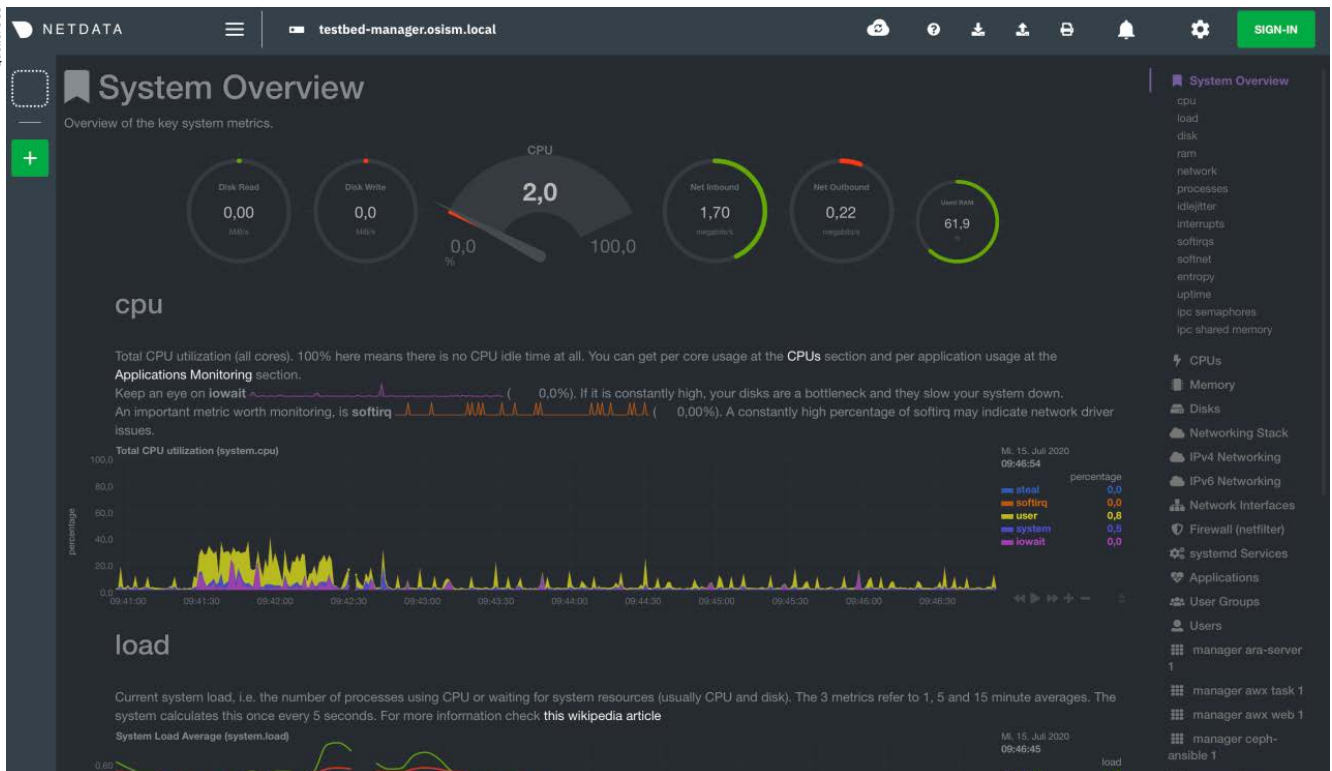 NETDATA
testbed-manager.osism.local
SIGN-IN
System Overview
Overview of the key system metrics.
Disk Read
0,00
MiB/s
Disk Write
0,0
MiB/s
CPU
2,0
0,0
100,0
%
Net Inbound
1,70
megabits/s
Net Outbound
0,22
megabits/s
Used RAM
61,9
%
cpu
Total CPU utilization (all cores). 100% here means there is no CPU idle time at all. You can get per core usage at the CPUs section and per application usage at the
Applications Monitoring section.
Keep an eye on iowait ( 0,0%). If it is constantly high, your disks are a bottleneck and they slow your system down.
An important metric worth monitoring, is softirq ( 0,00%). A constantly high percentage of softirq may indicate network driver
issues.
Total CPU utilization (system.cpu)
Mi. 15. Juli 2020
09:46:54
percentage
steal 0,0
softirq 0,0
user 0,8
system 0,5
iowait 0,0
percentage
100,0
80,0
60,0
40,0
20,0
0,0
09:41:00 09:41:30 09:42:00 09:42:30 09:43:00 09:43:30 09:44:00 09:44:30 09:45:00 09:45:30 09:46:00 09:46:30
load
Current system load, i.e. the number of processes using CPU or waiting for system resources (usually CPU and disk). The 3 metrics refer to 1, 5 and 15 minute averages. The
system calculates this once every 5 seconds. For more information check this wikipedia article
System Load Average (system.load)
Mi. 15. Juli 2020
09:46:45
load
0.60
System Overview
cpu
load
disk
ram
network
processes
idlejitter
interrupts
softirqs
softnet
entropy
uptime
ipc semaphores
ipc shared memory
CPUs
Memory
Disks
Networking Stack
IPv4 Networking
IPv6 Networking
Network Interfaces
Firewall (netfilter)
systemd Services
Applications
User Groups
Users
manager ara-server
1
manager awx task 1
manager awx web 1
manager ceph-
ansible 1